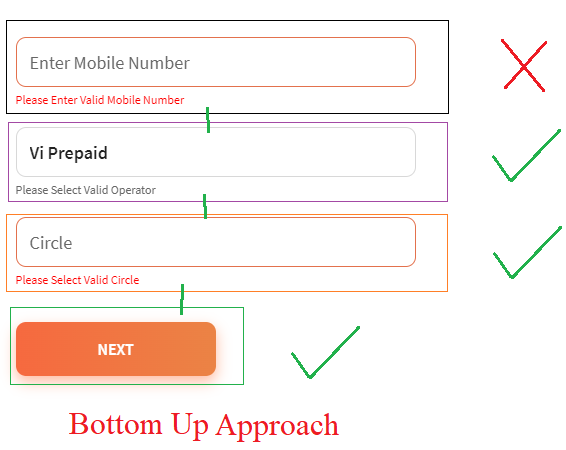 Enter Mobile Number
Please Enter Valid Mobile Number
Vi Prepaid
Please Select Valid Operator
Circle
Please Select Valid Circle
NEXT
Bottom Up Approach